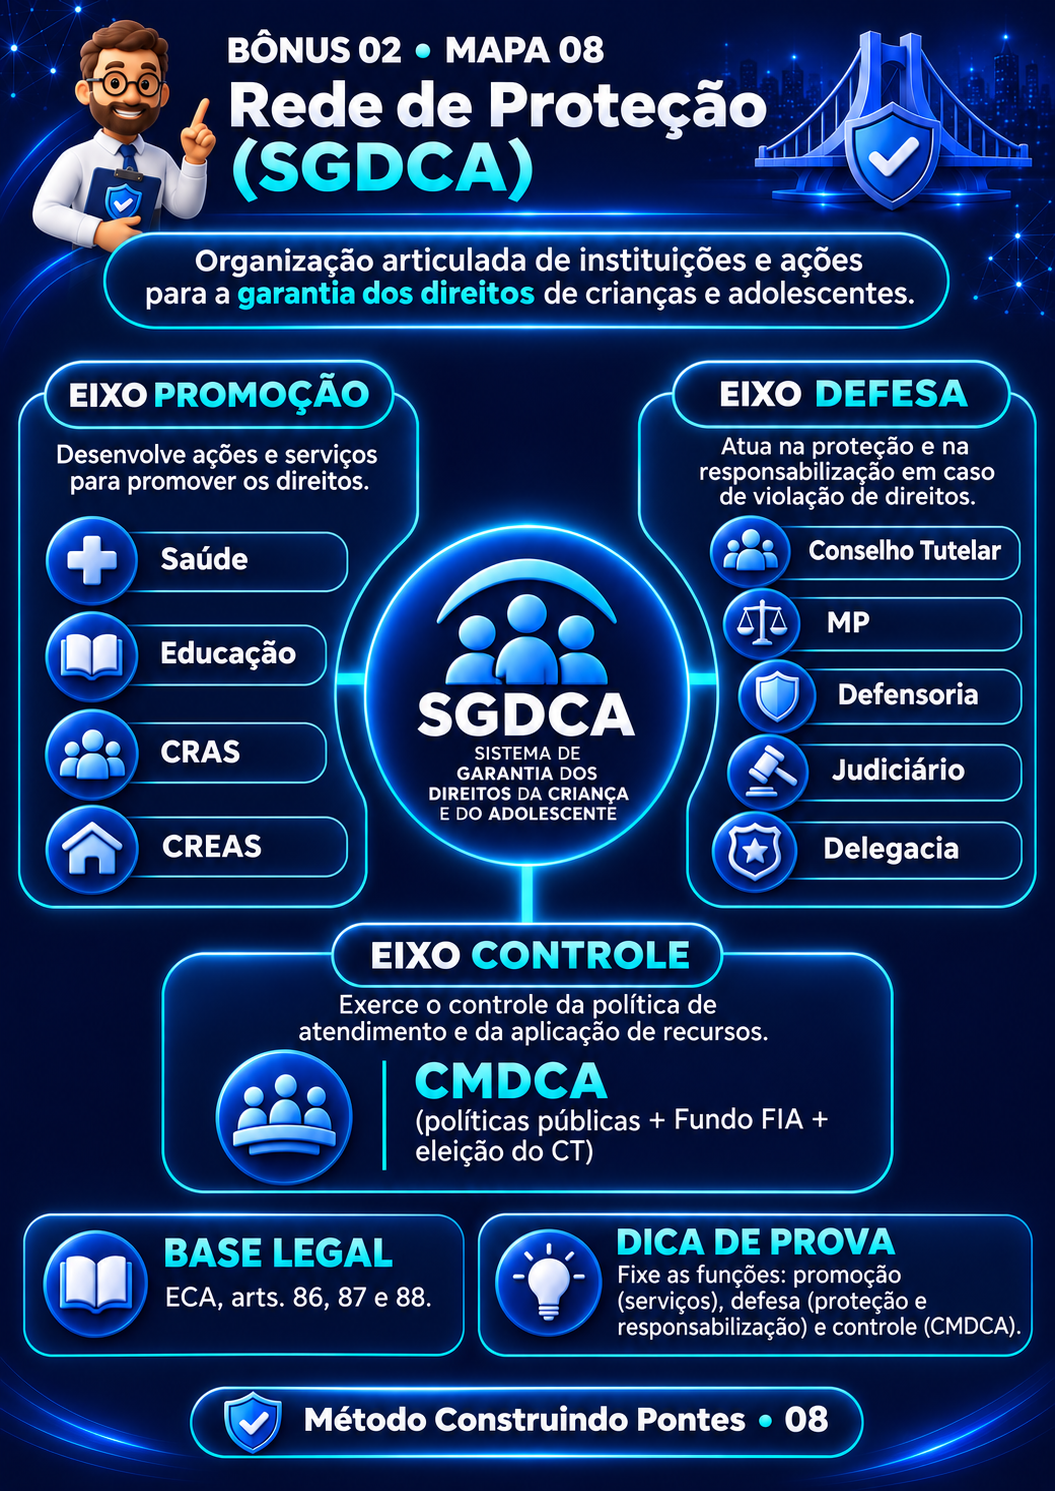 BÔNUS 02 • MAPA 08
Rede de Proteção
(SGDCA)
Organização articulada de instituições e ações
para a garantia dos direitos de crianças e adolescentes.
EIXO PROMOÇÃO
Desenvolve ações e serviços
para promover os direitos.
Saúde
Educação
CRAS
CREAS
SGDCA
SISTEMA DE
GARANTIA DOS
DIREITOS DA CRIANÇA
E DO ADOLESCENTE
EIXO DEFESA
Atua na proteção e na
responsabilização em caso
de violação de direitos.
Conselho Tutelar
MP
Defensoria
Judiciário
Delegacia
EIXO CONTROLE
Exerce o controle da política de
atendimento e da aplicação de recursos.
CMDCA
(políticas públicas + Fundo FIA +
eleição do CT)
BASE LEGAL
ECA, arts. 86, 87 e 88.
DICA DE PROVA
Fixe as funções: promoção
(serviços), defesa (proteção e
responsabilização) e controle (CMDCA).
Método Construindo Pontes • 08